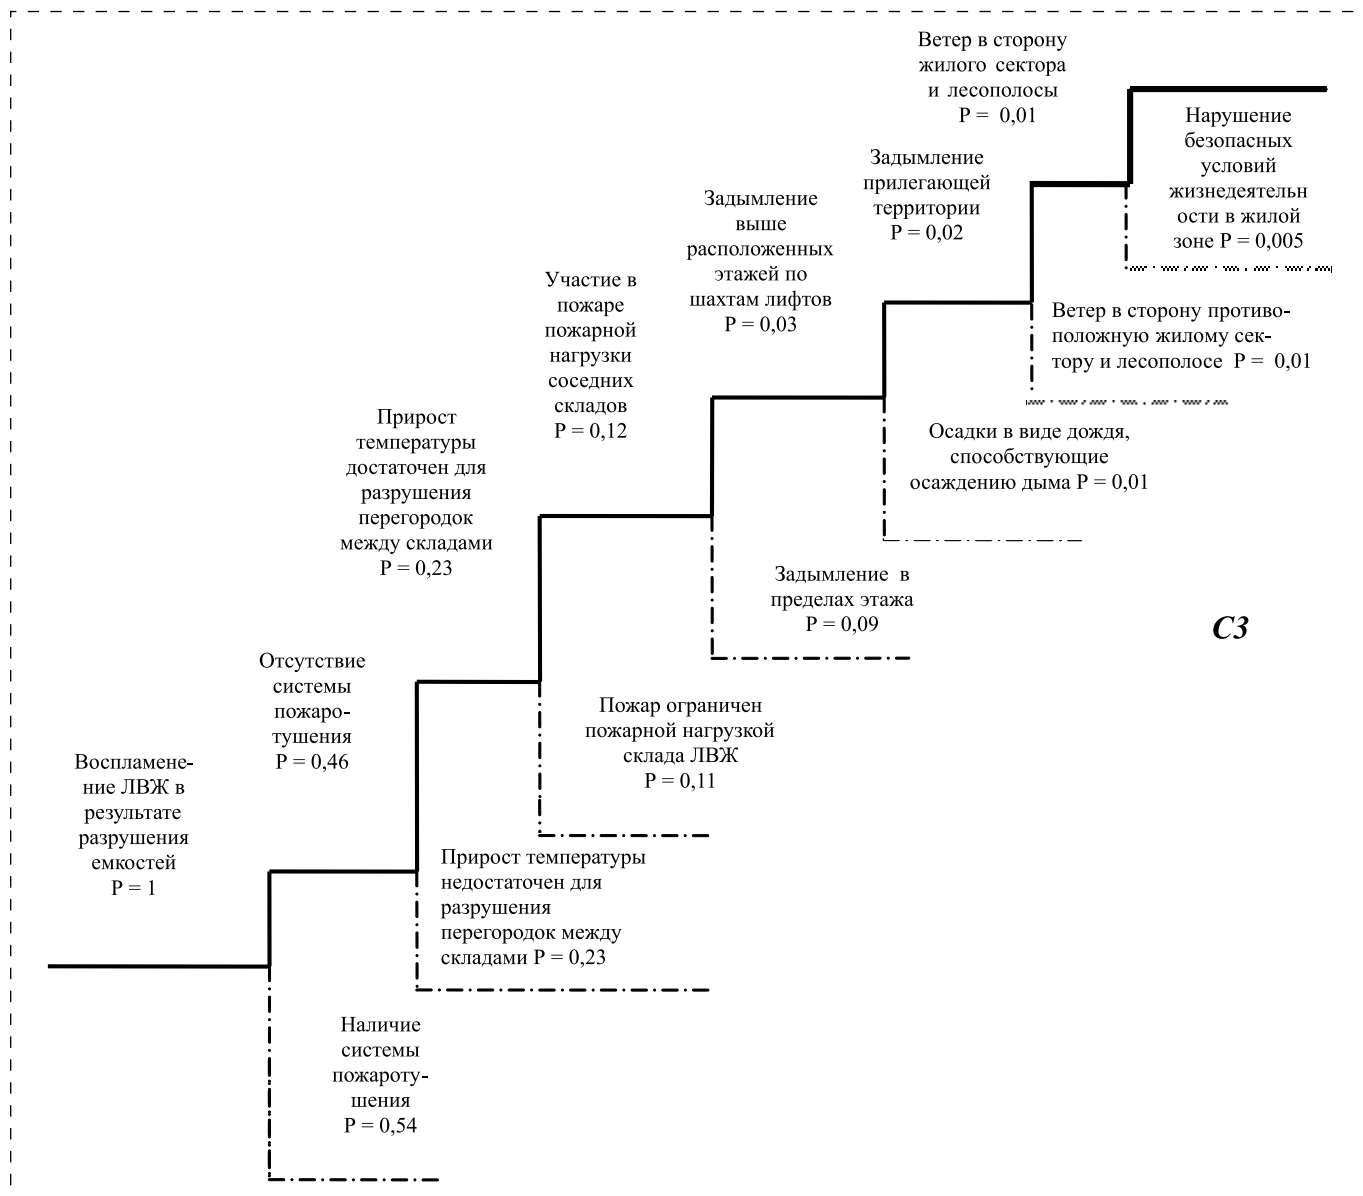 Ветер в сторону
жилого сектора
и лесополосы
P = 0,01
Нарушение
безопасных
условий
жизнедеятельн
ости в жилой
зоне P = 0,005
Задымление
прилегающей
территории
P = 0,02
Задымление
выше
расположенных
этажей по
шахтам лифтов
P = 0,03
Участие в
пожаре
пожарной
нагрузки
соседних
складов
P = 0,12
Ветер в сторону противо-
положную жилому сек-
тору и лесополосе P = 0,01
Прирост
температуры
достаточен для
разрушения
перегородок
между складами
P = 0,23
Осадки в виде дождя,
способствующие
осаждению дыма P = 0,01
Задымление в
пределах этажа
P = 0,09
С3
Отсутствие
системы
пожаро-
тушения
P = 0,46
Пожар ограничен
пожарной нагрузкой
склада ЛВЖ
P = 0,11
Воспламене-
ние ЛВЖ в
результате
разрушения
емкостей
P = 1
Прирост температуры
недостаточен для
разрушения
перегородок между
складами P = 0,23
Наличие
системы
пожароту-
шения
P = 0,54